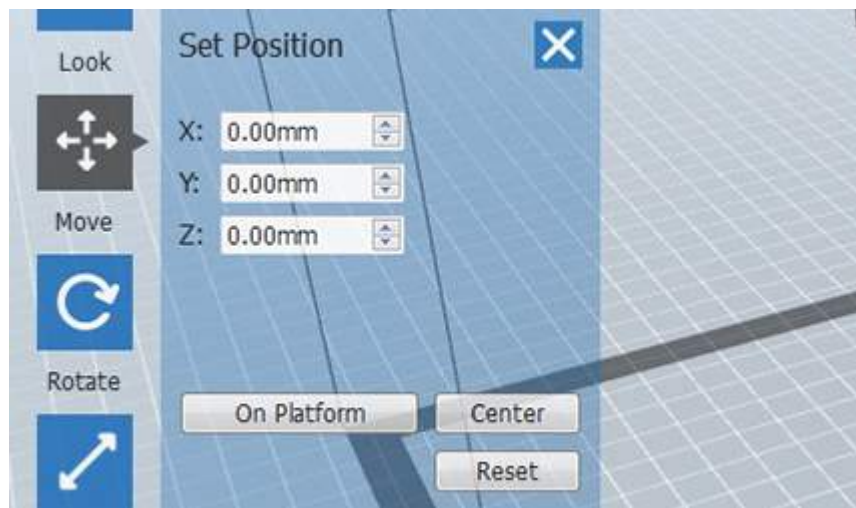 Look
Set Position
X: 0.00mm
Y: 0.00mm
Move
Z: 0.00mm
Rotate
On Platform
Center
Reset